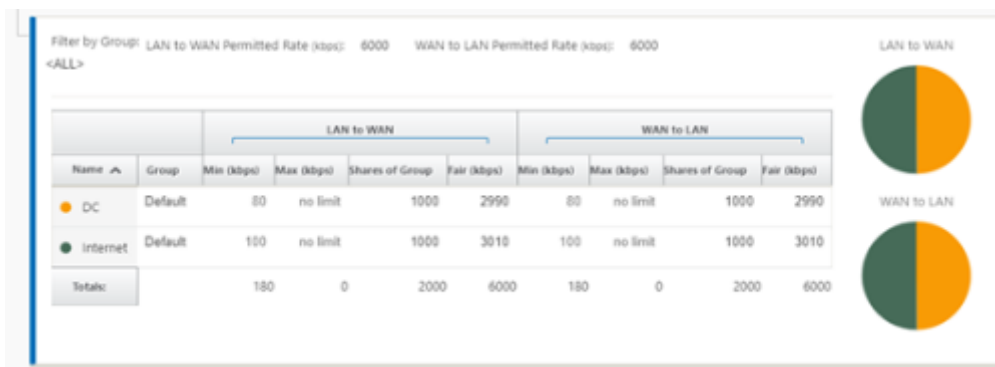 Filter by Group: LAN to WAN Permitted Rate (kbps): 6000 WAN to LAN Permitted Rate (kbps): 6000
<ALL>
LAN to WAN
LAN to WAN WAN to LAN
Name Group Min (kbps) Max (kbps) Shares of Group Fair (kbps) Min (kbps) Max (kbps) Shares of Group Fair (kbps)
DC Default 80 no limit 1000 2990 80 no limit 1000 2990
WAN to LAN
Internet Default 100 no limit 1000 3010 100 no limit 1000 3010
Totals: 180 0 2000 6000 180 0 2000 6000